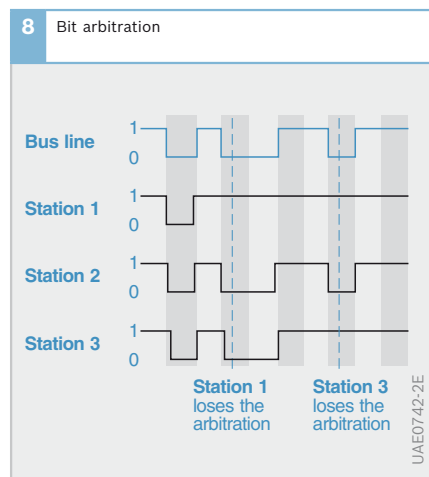 8 Bit arbitration
Bus line
1
0
Station 1
1
0
Station 2
1
0
Station 3
1
0
Station 1
loses the
arbitration
Station 3
loses the
arbitration
UAE0742-2E